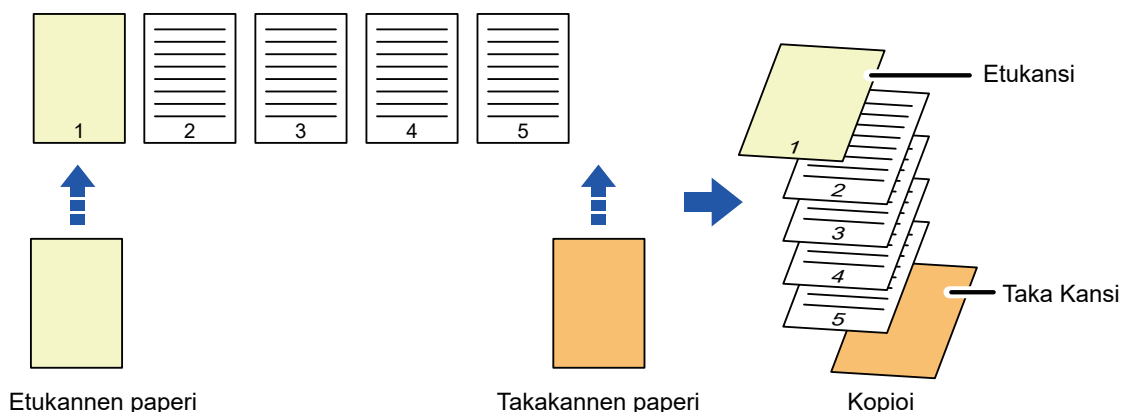 1 2 3 4 5
Etukansi
1
2
3
4
5
Taka Kansi
Etukannen paperi
Takakannen paperi
Kopioi